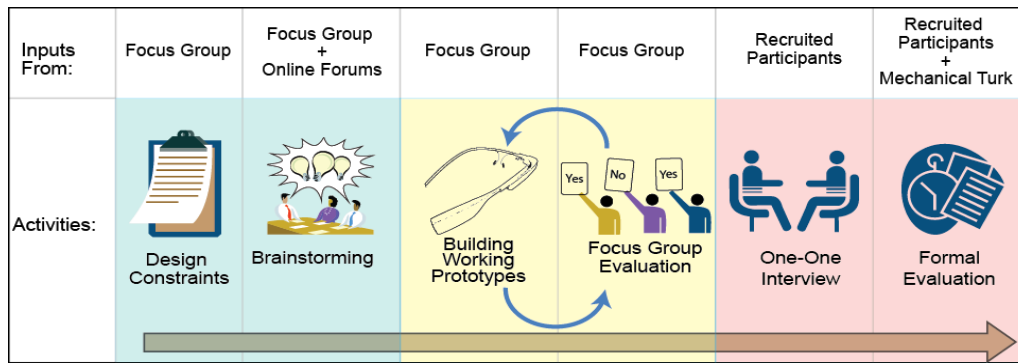 Inputs
From:
Focus Group
Focus Group
+
Online Forums
Focus Group
Focus Group
Recruited
Participants
Recruited
Participants
+
Mechanical Turk
Activities:
Design
Constraints
Brainstorming
Building
Working
Prototypes
Yes
No
Yes
Focus Group
Evaluation
One-One
Interview
Formal
Evaluation